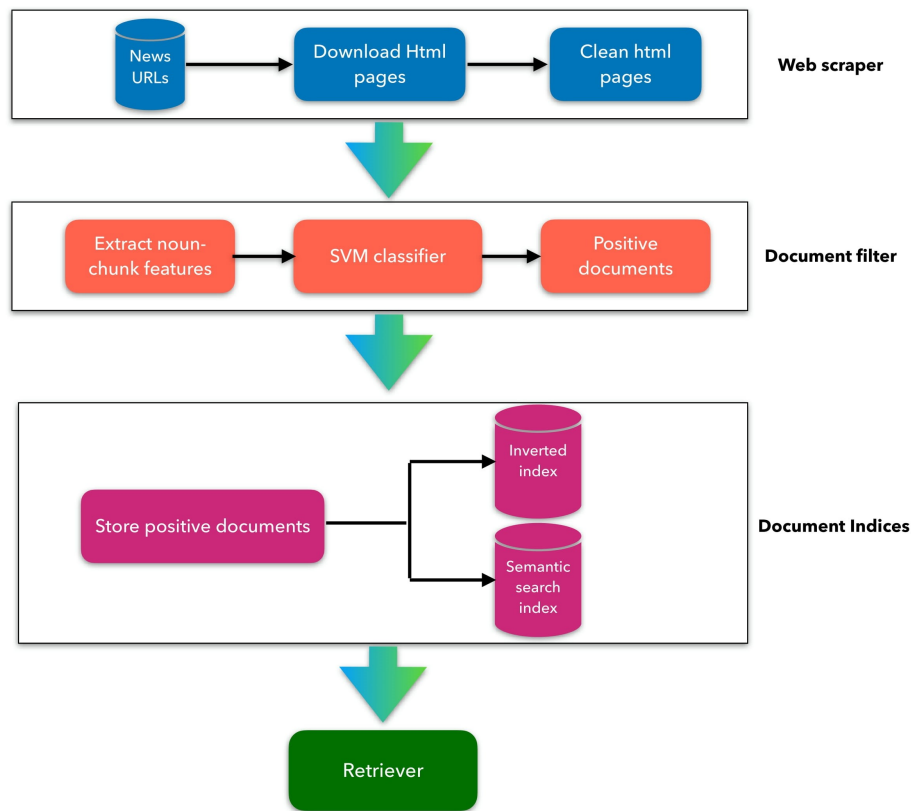 News
URLs
Download Html
pages
Clean html
pages
Web scraper
Extract noun-
chunk features
SVM classifier
Positive
documents
Document filter
Store positive documents
Inverted
index
Semantic
search
index
Document Indices
Retriever